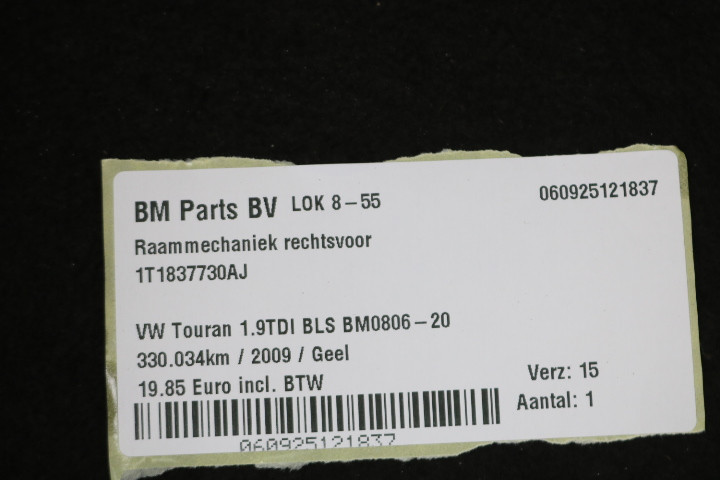 BM Parts BV LOK 8-55 060925121837
Raammechaniek rechtsvoor
1T1837730AJ
VW Touran 1.9TDI BLS BM0806-20
330.034km / 2009 / Geel
19.85 Euro incl. BTW
Verz: 15
Aantal: 1
060925121837